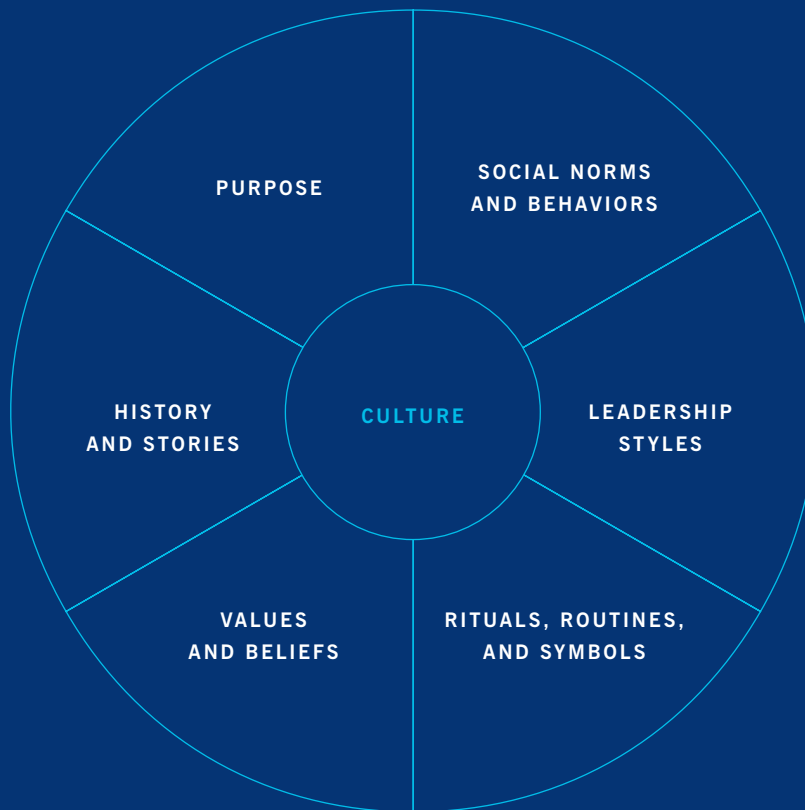 PURPOSE
SOCIAL NORMS
AND BEHAVIORS
HISTORY
AND STORIES
CULTURE
LEADERSHIP
STYLES
VALUES
AND BELIEFS
RITUALS, ROUTINES,
AND SYMBOLS